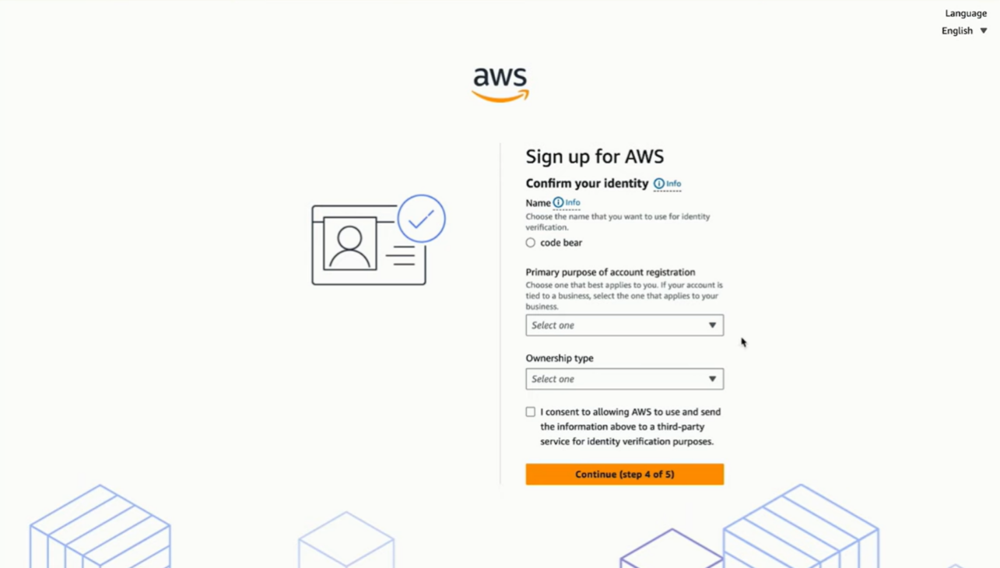 Language
English
aws
Sign up for AWS
Confirm your identity Info
Name Info
Choose the name that you want to use for identity
verification.
code bear
Primary purpose of account registration
Choose one that best applies to you. If your account is
tied to a business, select the one that applies to your
business.
Select one
Ownership type
Select one
I consent to allowing AWS to use and send
the information above to a third-party
service for identity verification purposes.
Continue (step 4 of 5)